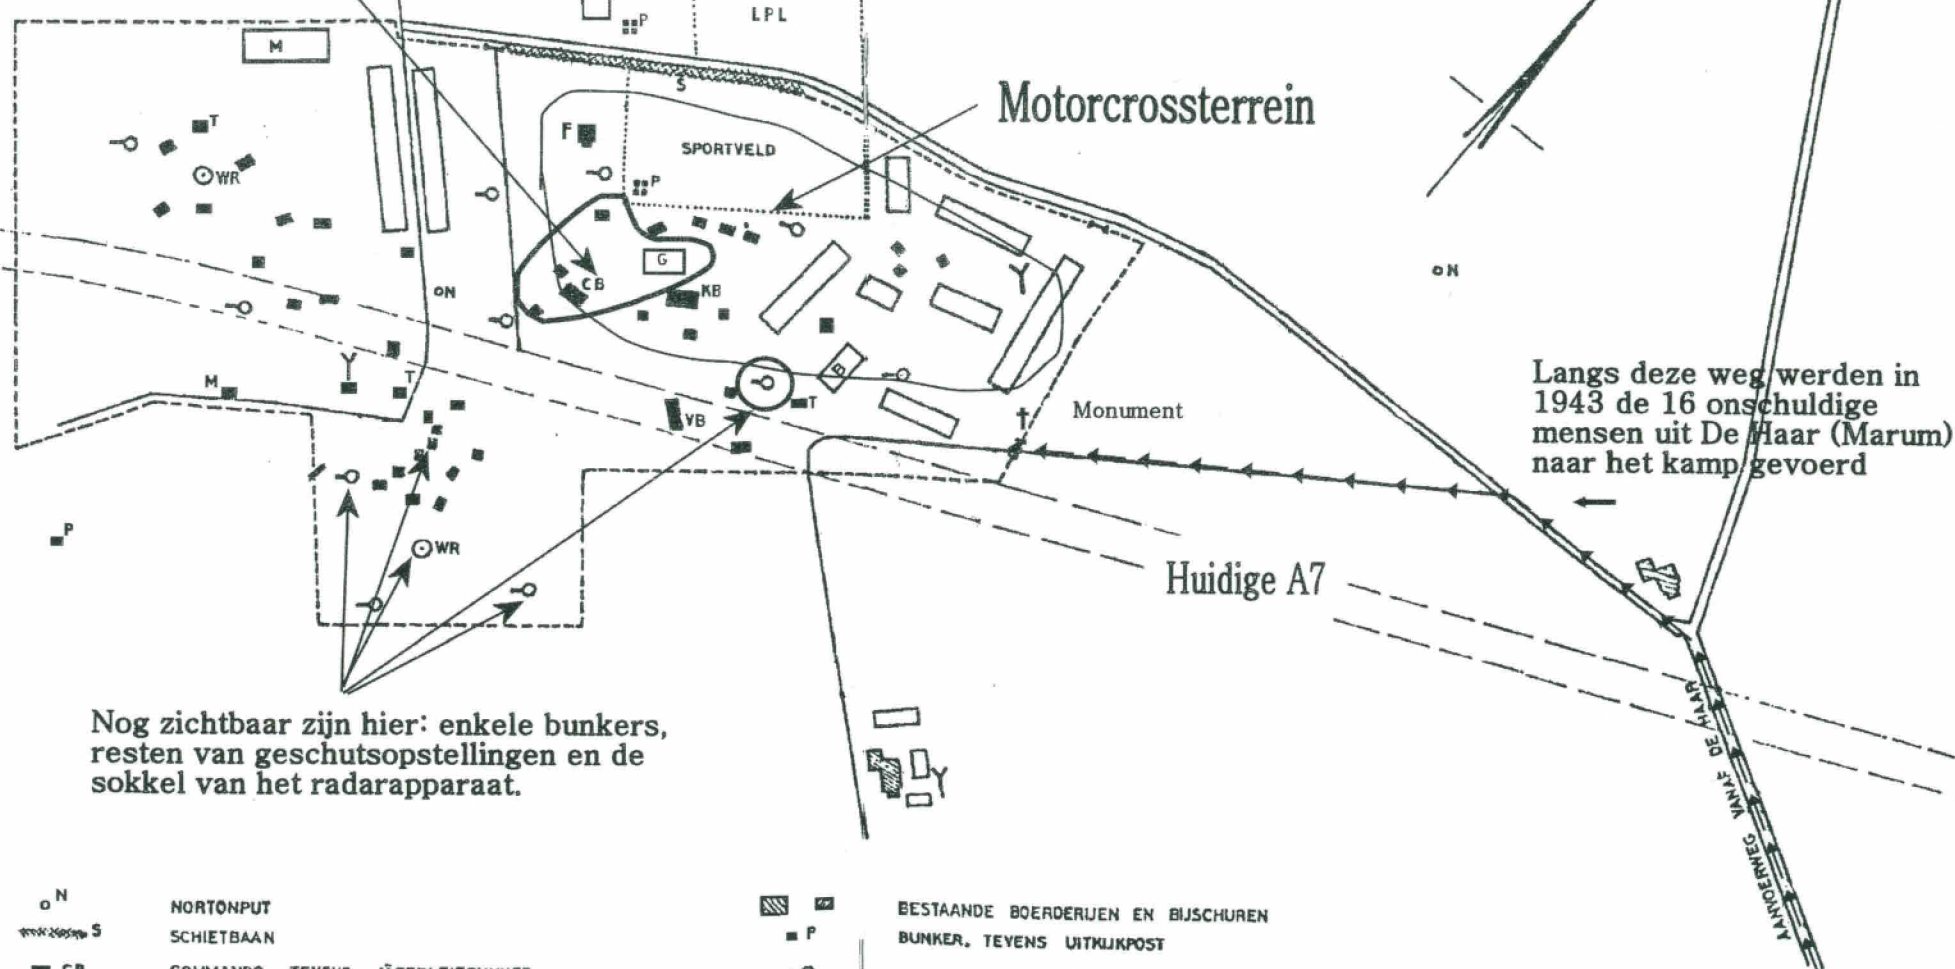 P
LPL
M
S
Motorcrossterrein
T
F
SPORTVELD
WR
P
G
N
CB
KB
N
B
M
T
T
VB
Monument
Langs deze weg werden in
1943 de 16 onschuldige
mensen uit De Haar (Marum)
naar het kamp gevoerd
P
WR
Huidige A7
AANVOERWEG VANAF DE HAAR
Nog zichtbaar zijn hier: enkele bunkers,
resten van geschutsopstellingen en de
sokkel van het radarapparaat.
N NORTONPUT
S SCHIETBAAN
BESTAANDE BOERDERIJEN EN BIJSCHUREN
P BUNKER, TEVENS UITKIJKPOST
CB COMMANDO TEVENS